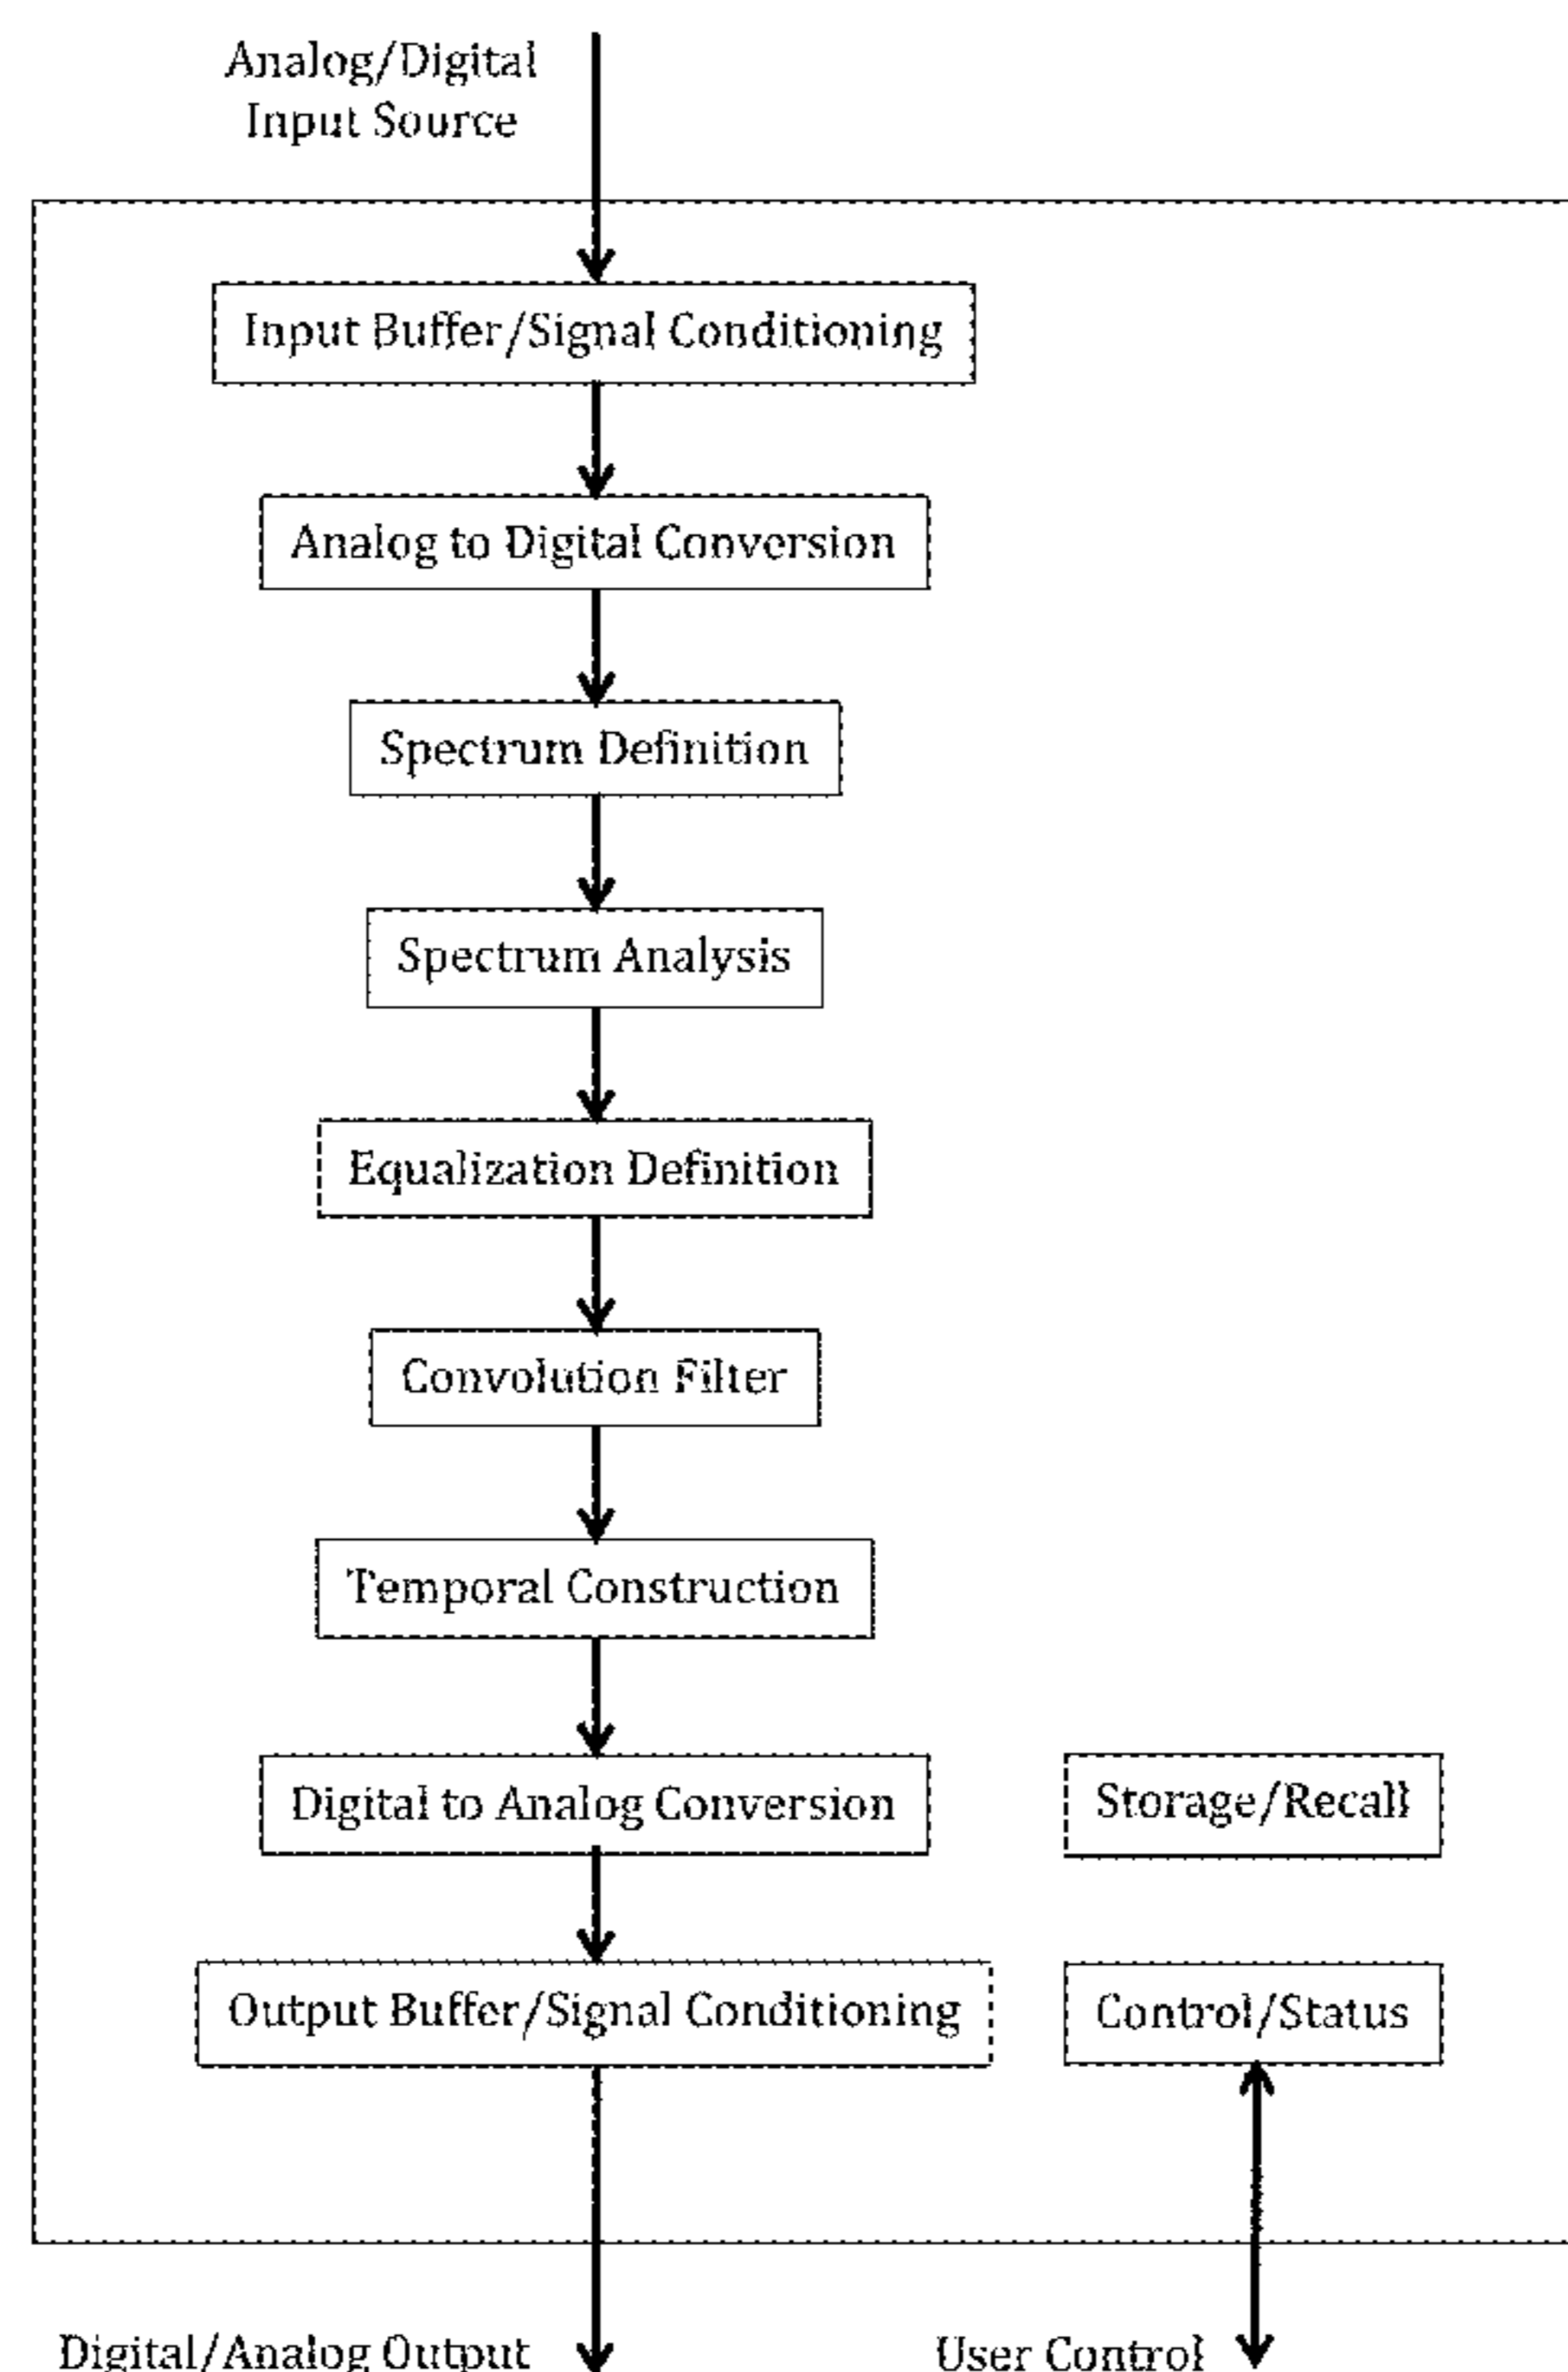 Analog/Digital
Input Source
Input Buffer/Signal Conditioning
Analog to Digital Conversion
Spectrum Definition
Spectrum Analysis
Equalization Definition
Convolution Filter
Temporal Construction
Digital to Analog Conversion
Storage/Recall
Output Buffer/Signal Conditioning
Control/Status
Digital/Analog Output
User Control